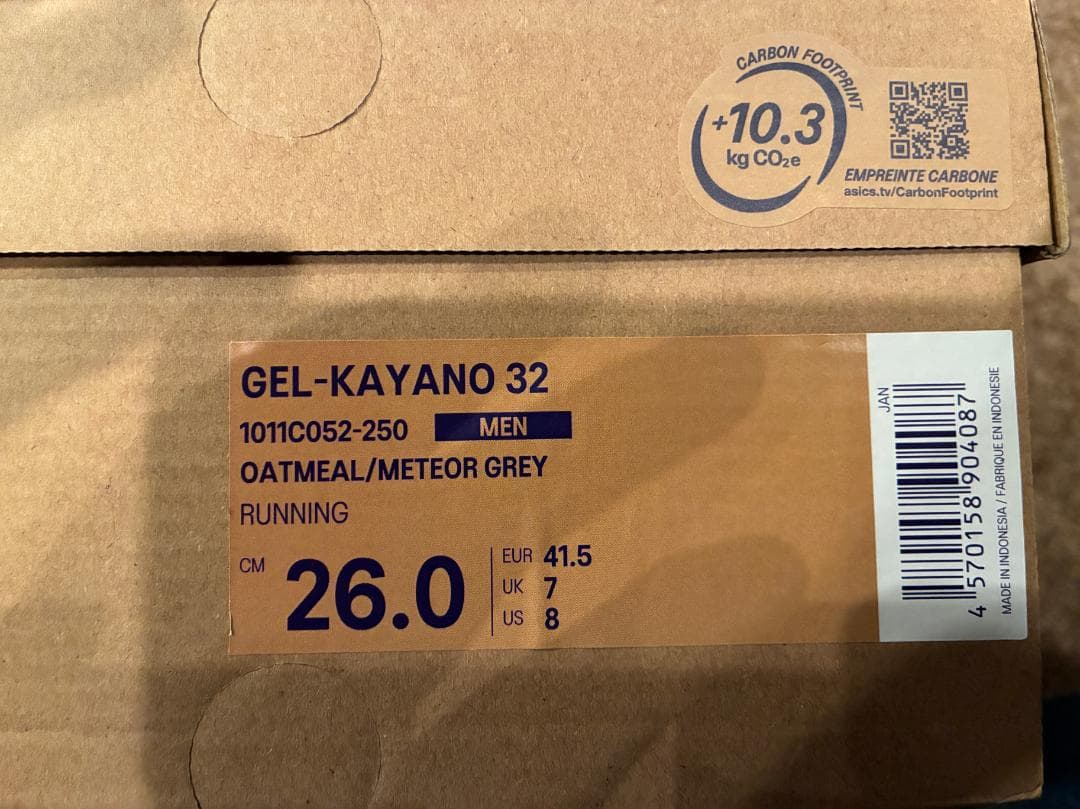 CARBON FOOTPRINT
+10.3
kg CO₂e
EMPREINTE CARBONE
asics.tv/CarbonFootprint
GEL-KAYANO 32
1011C052-250 MEN
OATMEAL/METEOR GREY
RUNNING
CM 26.0
EUR 41.5
UK 7
US 8
JAN
4 570158 904087
MADE IN INDONESIA / FABRIQUE EN INDONESIE